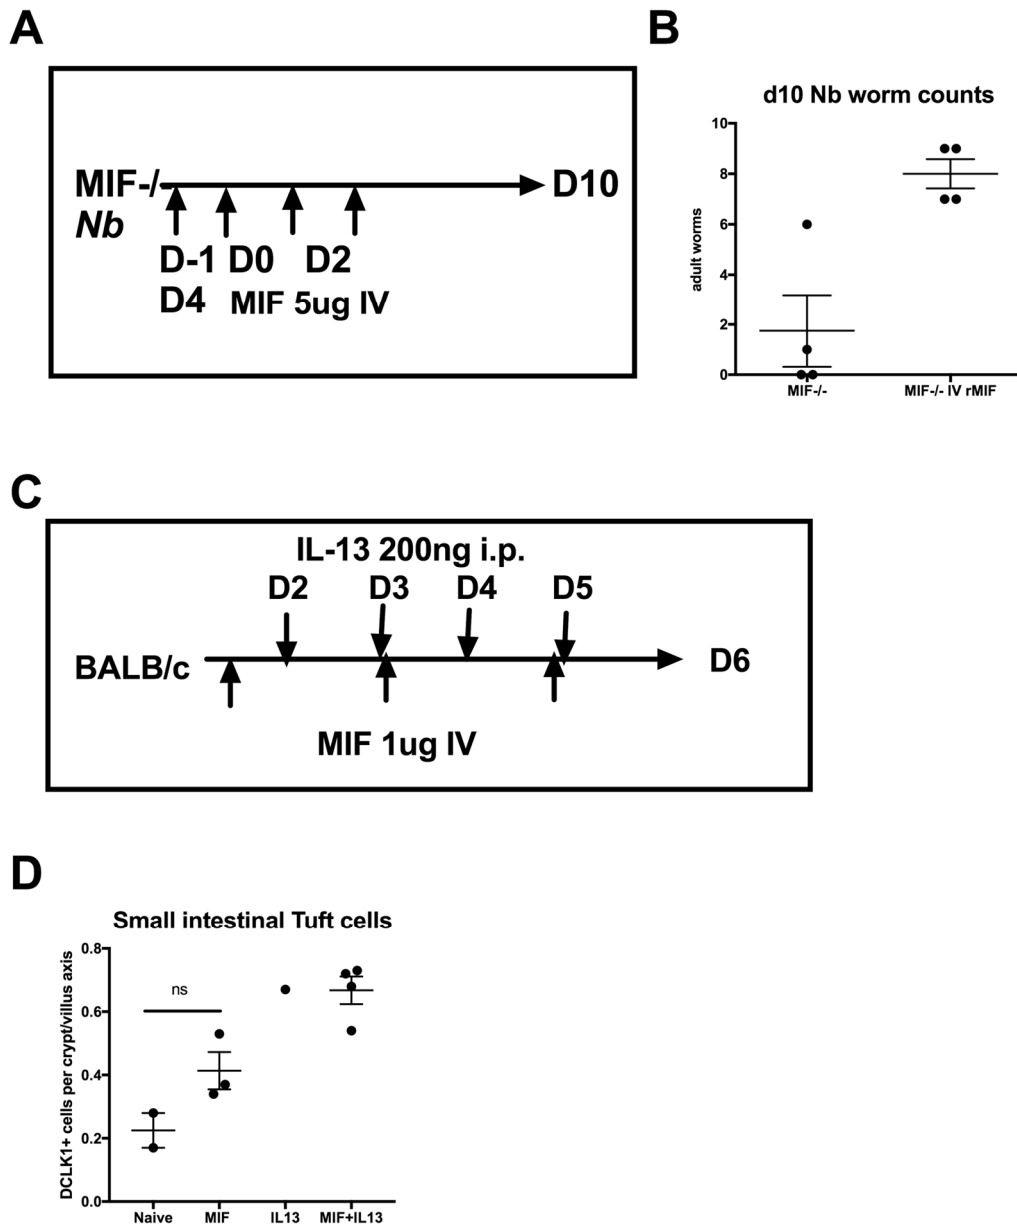 A
MIF-/-
Nb
D-1 D0 D2
D4 MIF 5ug IV
D10
B
d10 Nb worm counts
adult worms
10
8
6
4
2
0
MIF-/-
MIF-/- IV rMIF
C
IL-13 200ng i.p.
D2 D3 D4 D5
BALB/c
D6
MIF 1ug IV
D
Small intestinal Tuft cells
DCLK1+ cells per crypt/villus axis
0.8
0.6
0.4
0.2
0.0
ns
Naive MIF IL13 MIF+IL13